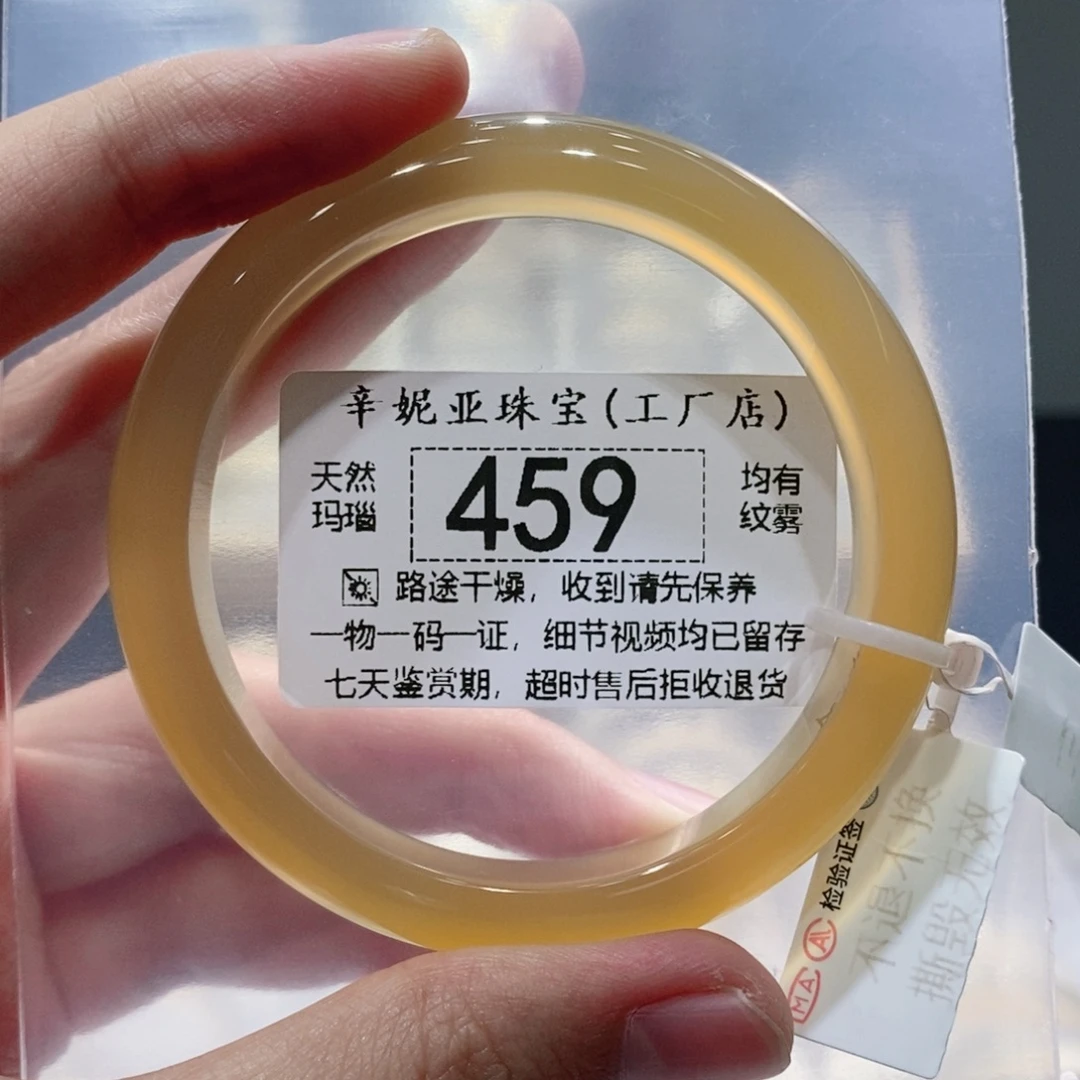 辛妮亚珠宝(工厂店)
天然
玛瑙
459
均有
纹雾
路途干燥，收到请先保养
一物一码一证，细节视频均已留存
七天鉴赏期，超时售后拒收退货
MA
AL
检验证签
不退不换
撕毁无效